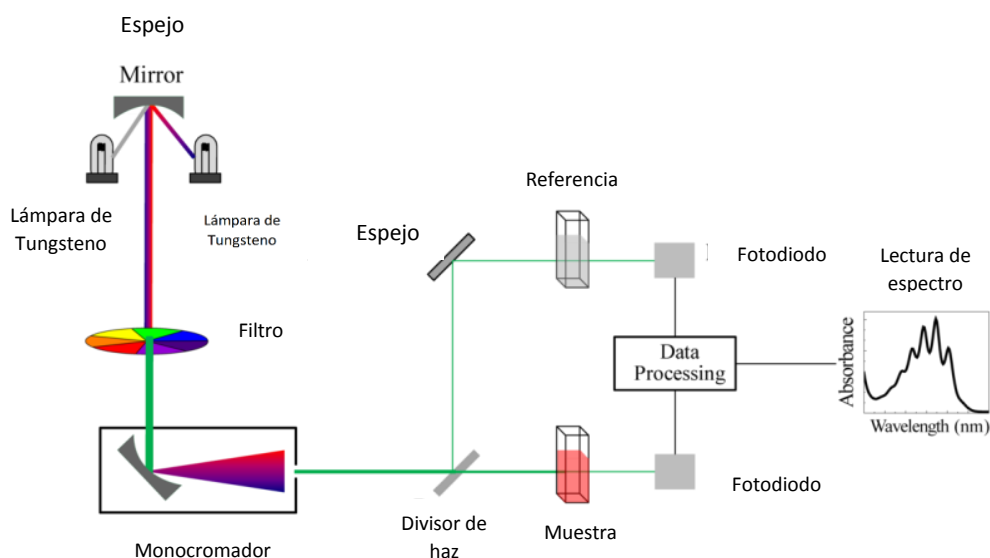 Espejo
Mirror
Lámpara de
Tungsteno
Lámpara de
Tungsteno
Filtro
Monocromador
Espejo
Divisor de
haz
Referencia
Muestra
Fotodiodo
Data
Processing
Fotodiodo
Lectura de
espectro
Absorbance
Wavelength (nm)